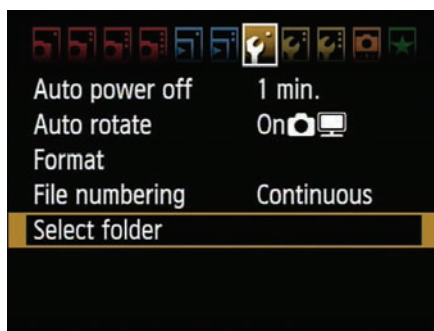 Auto power off 1 min.
Auto rotate On
Format
File numbering Continuous
Select folder